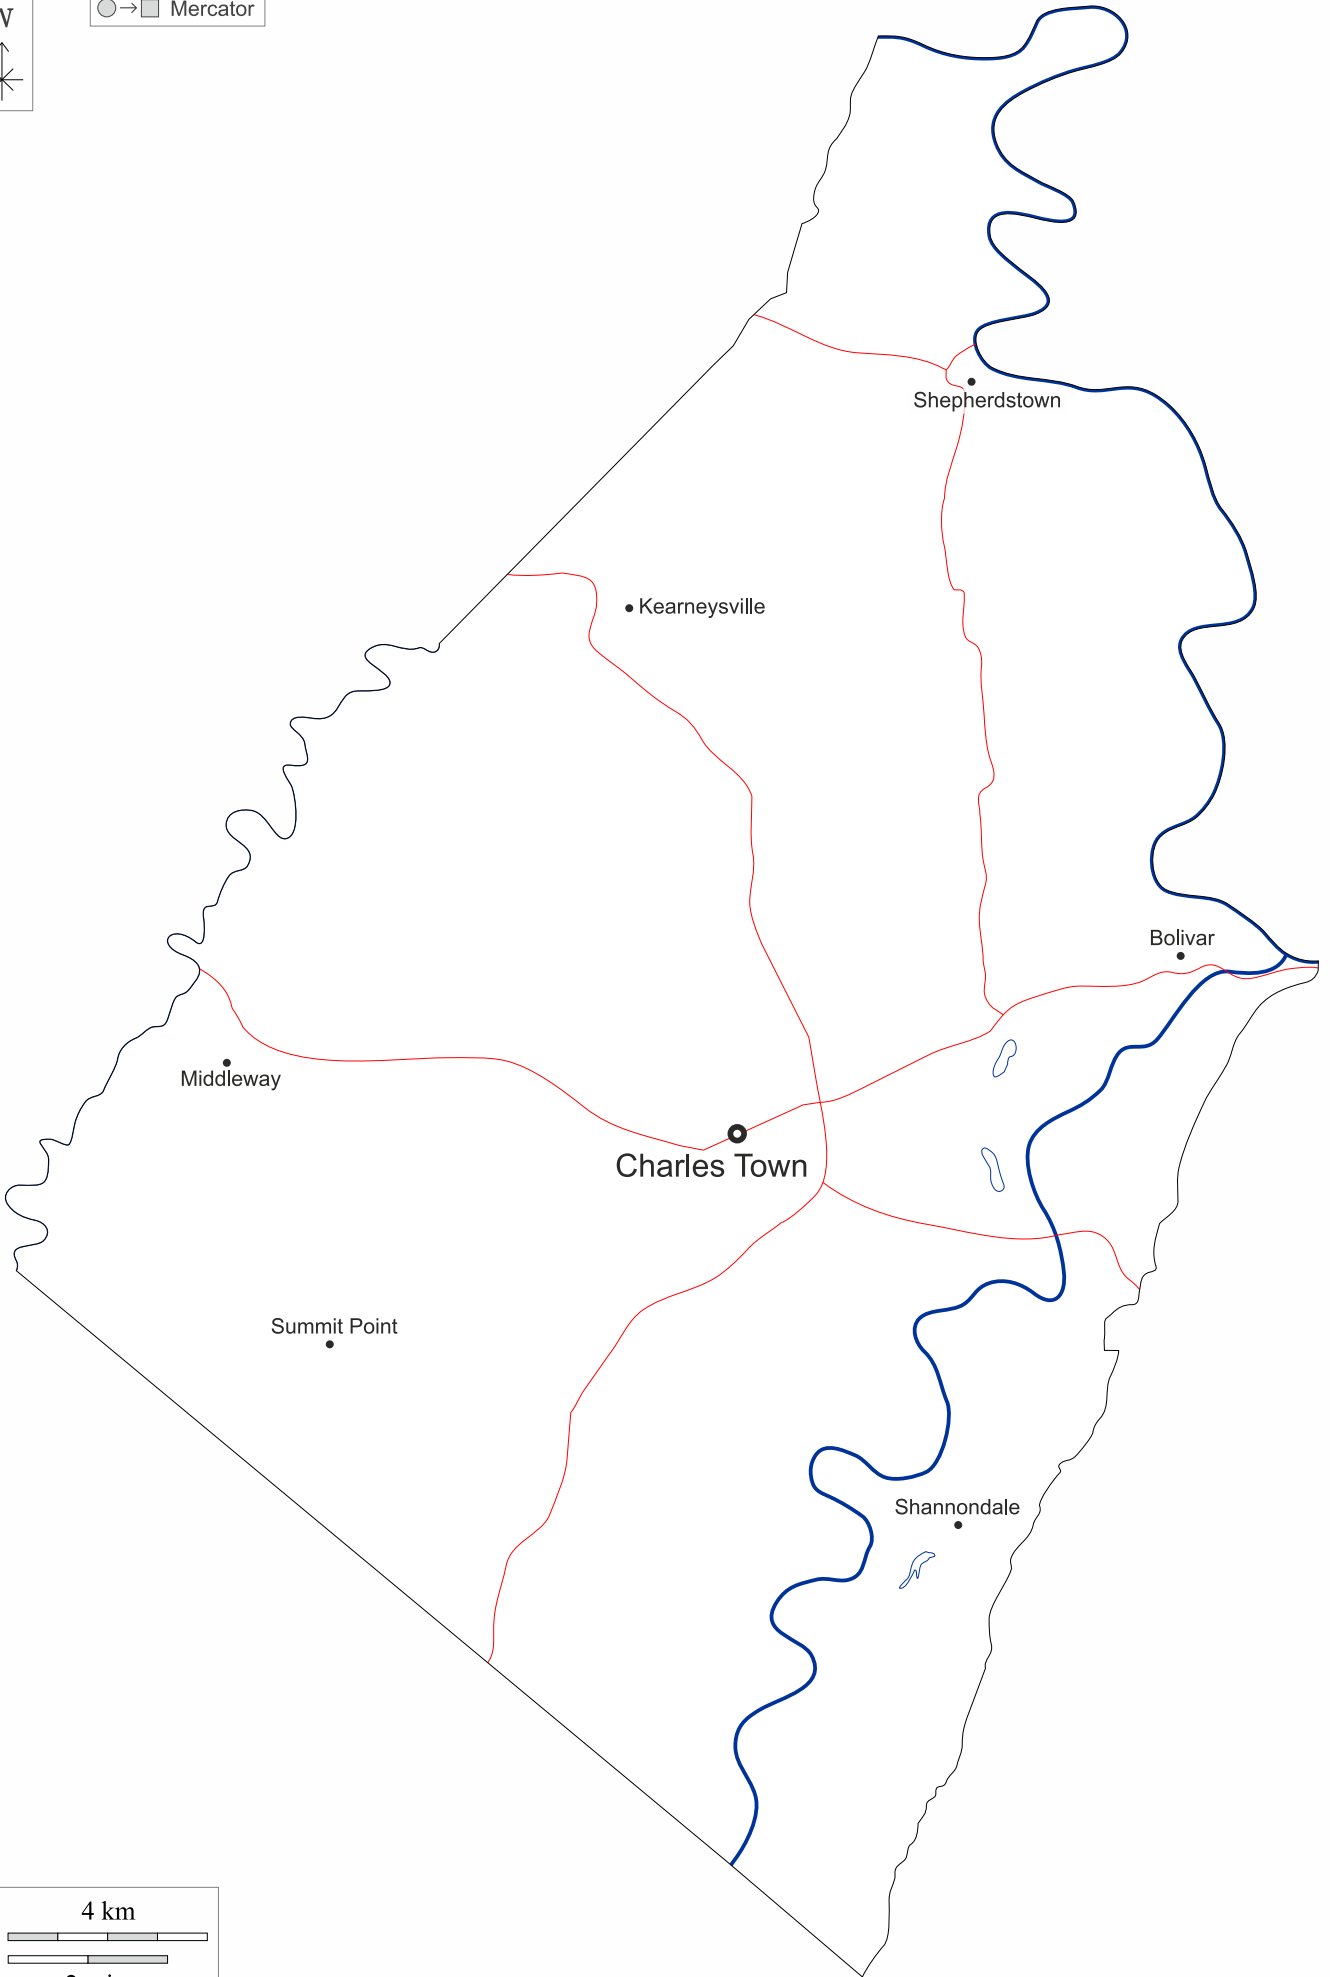 Mercator
Shepherdstown
Kearneysville
Bolivar
Middleway
Charles Town
Summit Point
Shannondale
4 km